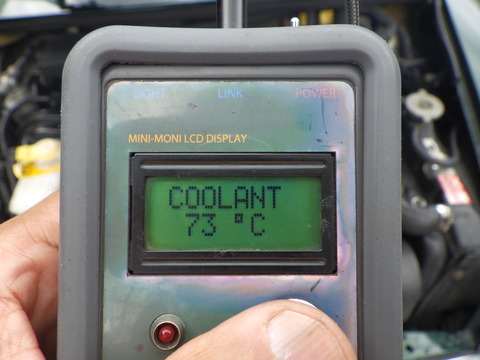 LIGHT LINK POWER
MINI-MONI LCD DISPLAY
COOLANT
73 °C